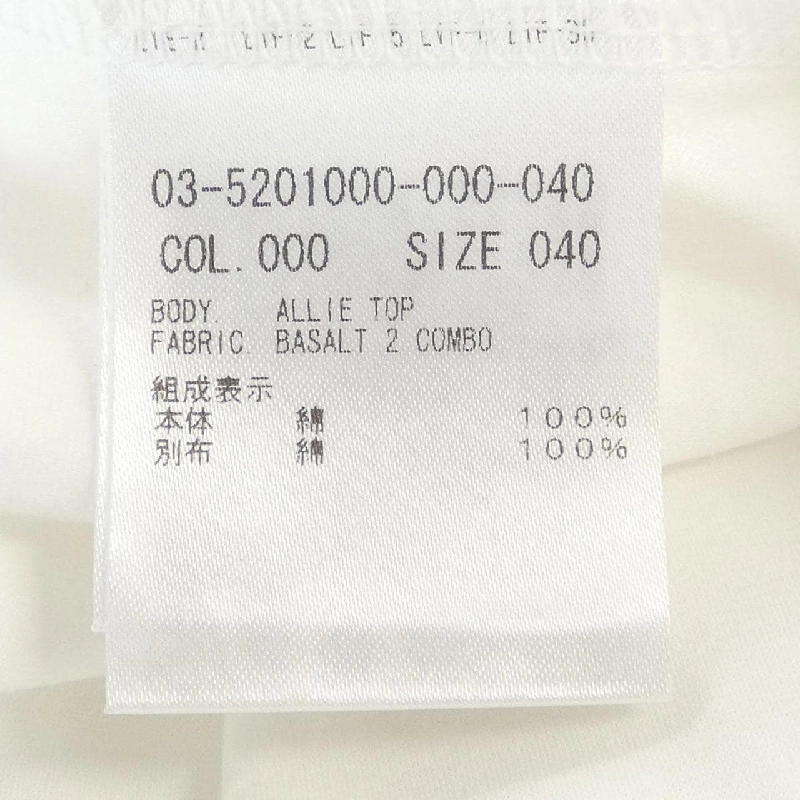 03-5201000-000-040
COL.000 SIZE 040
BODY. ALLIE TOP
FABRIC. BASALT 2 COMBO
組成表示
本体 綿 100%
別布 綿 100%